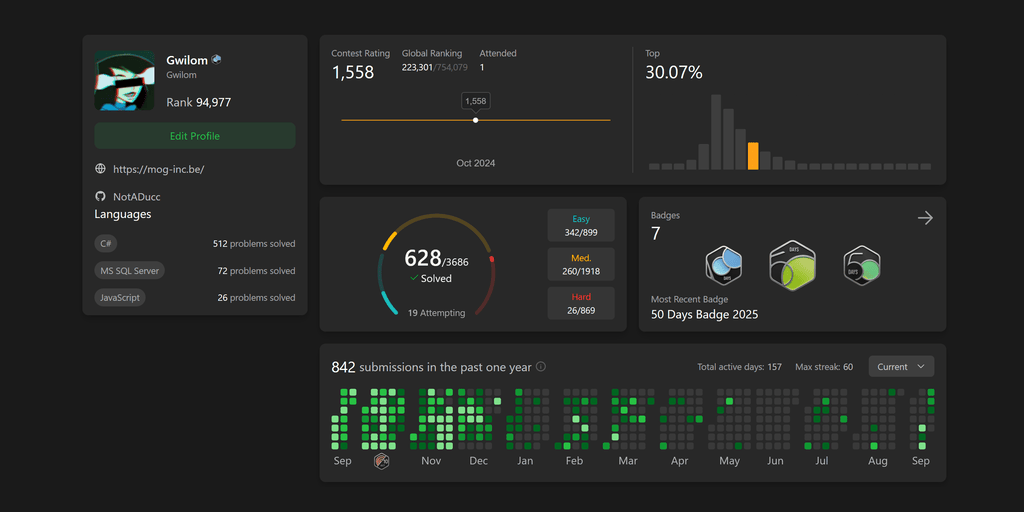 Gwilom
Gwilom
Rank 94,977
Edit Profile
https://mog-inc.be/
NotADucc
Languages
C# 512 problems solved
MS SQL Server 72 problems solved
JavaScript 26 problems solved
Contest Rating Global Ranking Attended
1,558 223,301/754,079 1
1,558
Oct 2024
Top
30.07%
628/3686
Solved
19 Attempting
Easy
342/899
Med.
260/1918
Hard
26/869
Badges
7
DAYS
DAYS
50
DAYS
Most Recent Badge
50 Days Badge 2025
842 submissions in the past one year
Total active days: 157 Max streak: 60 Current
Sep Nov Dec Jan Feb Mar Apr May Jun Jul Aug Sep